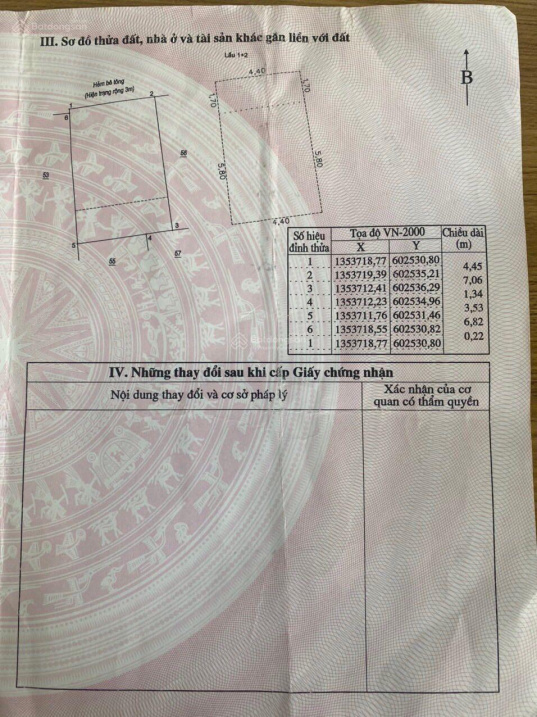 III. Sơ đồ thửa đất, nhà ở và tài sản khác gắn liền với đất
Lầu 1+2
B
Hẻm bê tông
(Hiện trạng rộng 3m)
1
2
6
53
56
5
4
3
55
57
4,40
1,70
1,70
5,80
5,80
4,40
Số hiệu đỉnh thửa | Tọa độ VN-2000 X Y | Chiều dài (m)
1 1353718,77 602530,80
4,45
2 1353719,39 602535,21
7,06
3 1353712,41 602536,29
1,34
4 1353712,23 602534,96
3,53
5 1353711,76 602531,46
6,82
6 1353718,55 602530,82
0,22
1 1353718,77 602530,80
IV. Những thay đổi sau khi cấp Giấy chứng nhận
Nội dung thay đổi và cơ sở pháp lý
Xác nhận của cơ
quan có thẩm quyền
Batdongsan